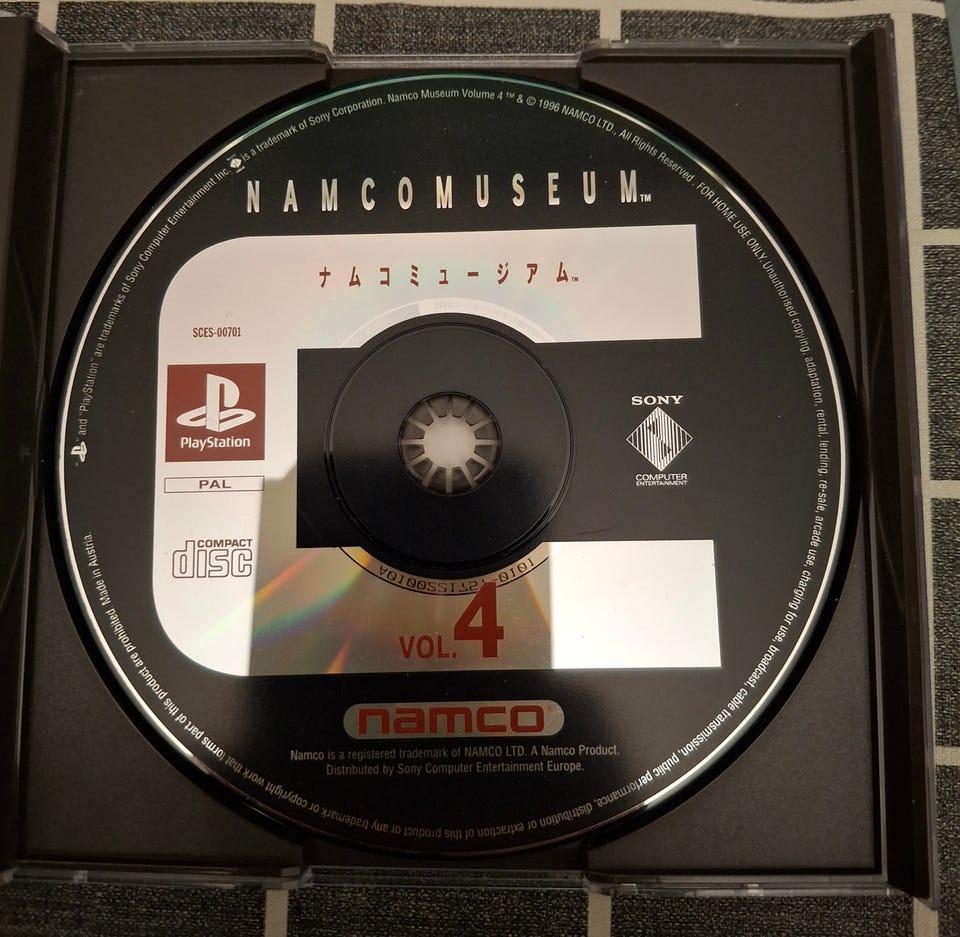 "PS" and "PlayStation" are trademarks of Sony Computer Entertainment Inc. is a trademark of Sony Corporation. Namco Museum Volume 4 ™ & © 1996 NAMCO LTD., All Rights Reserved. FOR HOME USE ONLY. Unauthorised copying, adaptation, rental, lending, re-sale, arcade use, charging for use, broadcast, cable transmission, public performance, distribution or extraction of this product or any trademark or copyright work that forms part of this product are prohibited. Made in Austria.
NAMCOMUSEUM™
ナムコミュージアム™
SCES-00701
PlayStation
PAL
COMPACT
disc
SONY
COMPUTER
ENTERTAINMENT
VOL.4
namco
Namco is a registered trademark of NAMCO LTD. A Namco Product.
Distributed by Sony Computer Entertainment Europe.